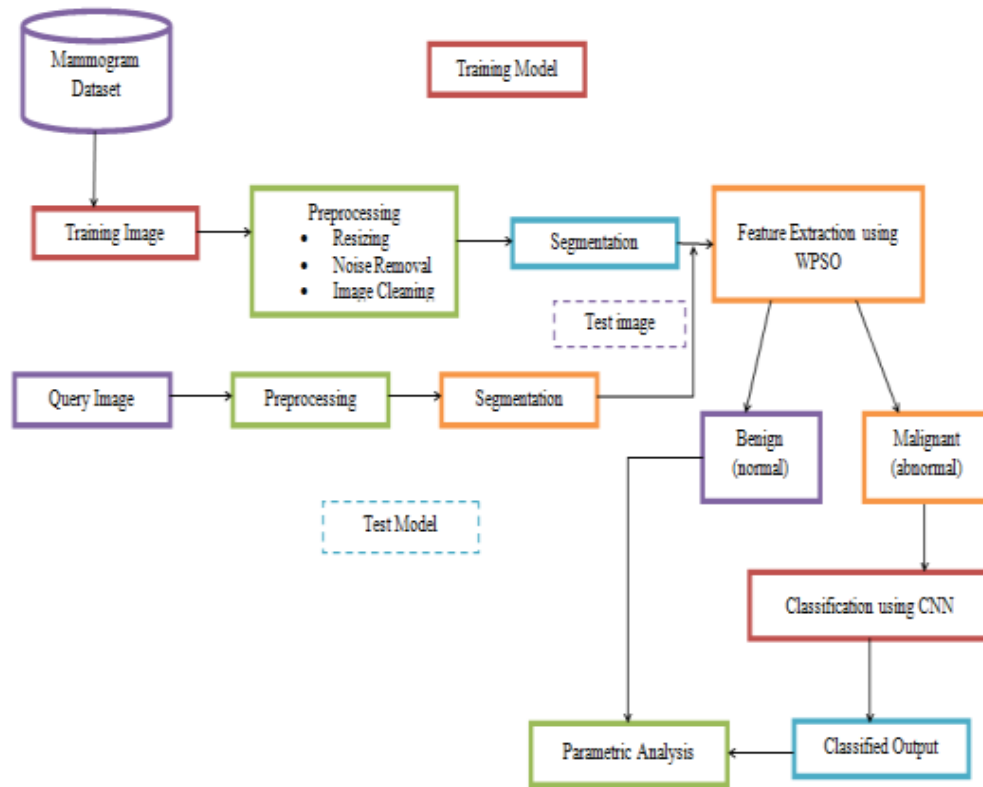 Mammogram
Dataset
Training Model
Training Image
Preprocessing
• Resizing
• Noise Removal
• Image Cleaning
Segmentation
Feature Extraction using
WPSO
Test image
Query Image
Preprocessing
Segmentation
Benign
(normal)
Malignant
(abnormal)
Test Model
Classification using CNN
Parametric Analysis
Classified Output